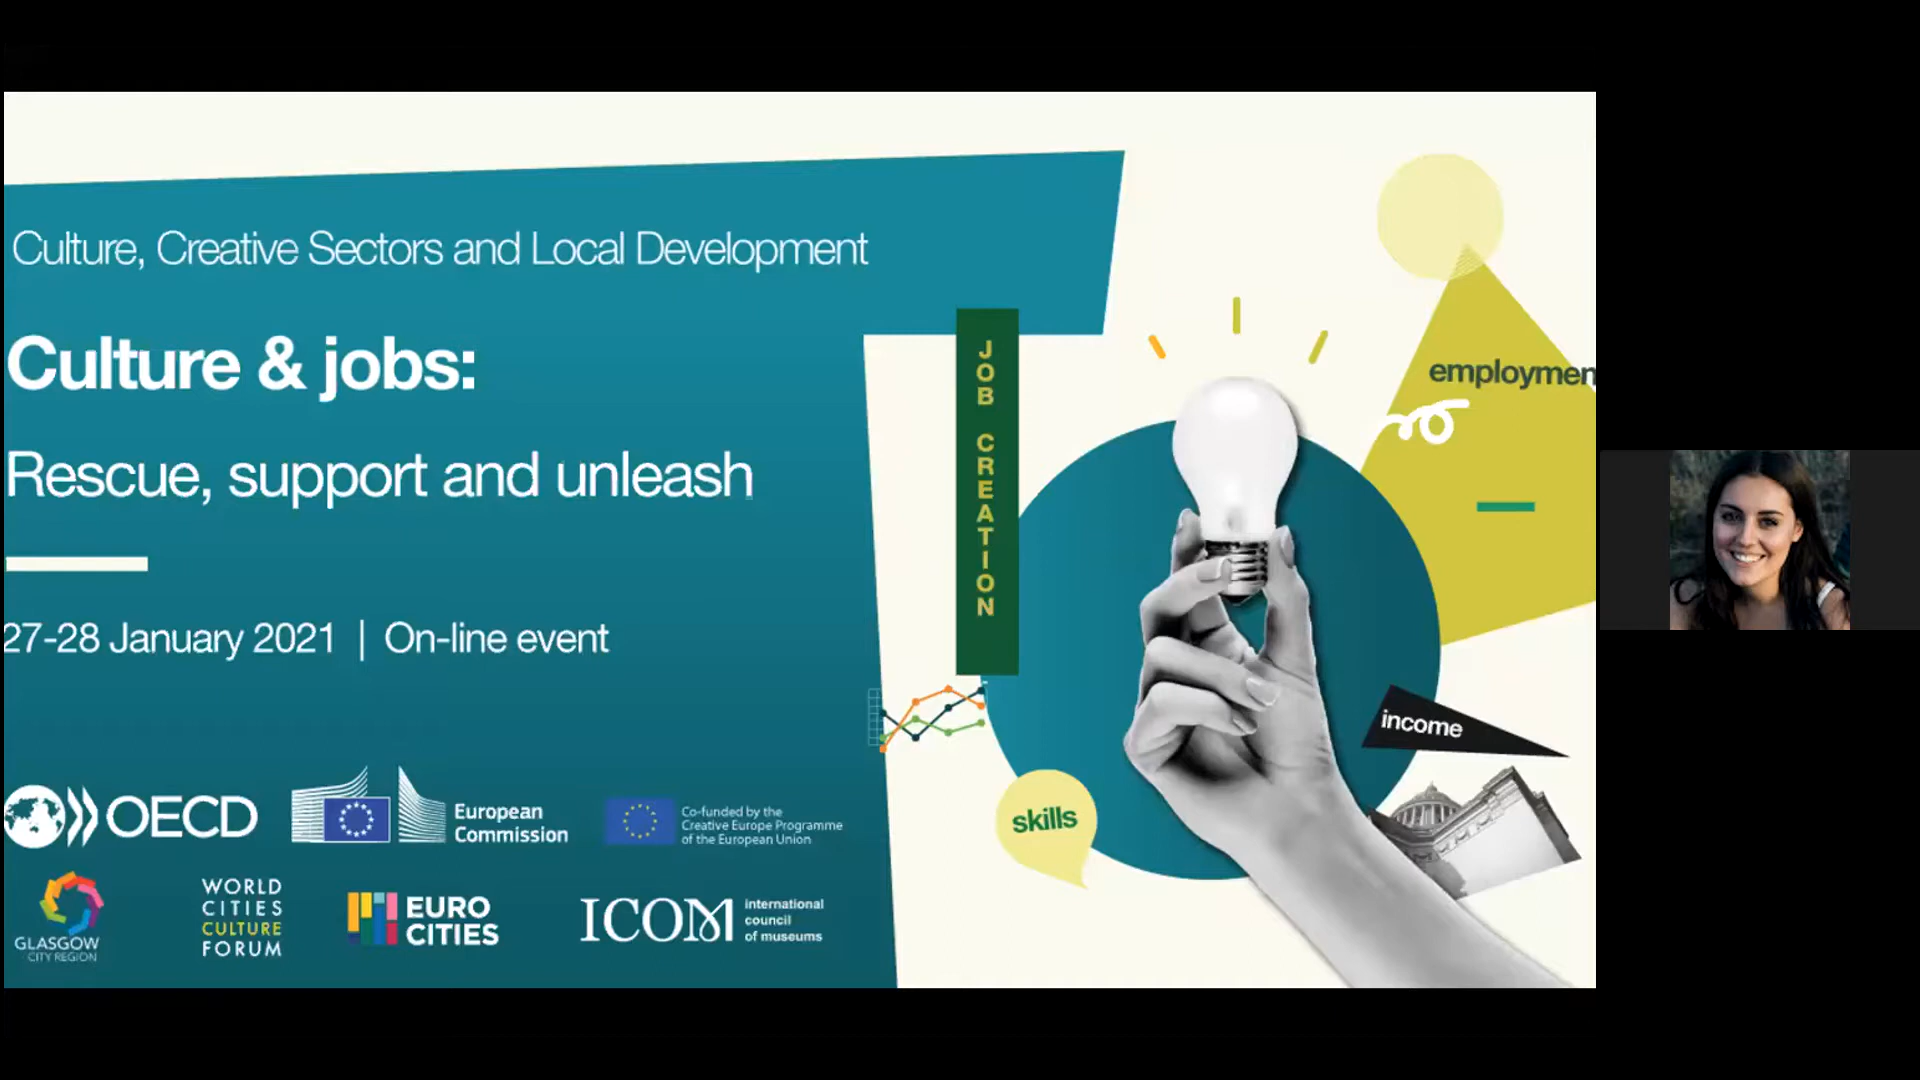 Culture, Creative Sectors and Local Development
Culture & jobs:
Rescue, support and unleash
27-28 January 2021 | On-line event
OECD
European
Commission
Co-funded by the
Creative Europe Programme
of the European Union
GLASGOW
CITY REGION
WORLD
CITIES
CULTURE
FORUM
EURO
CITIES
ICOM
international
council
of museums
JOB CREATION
employmen
income
skills